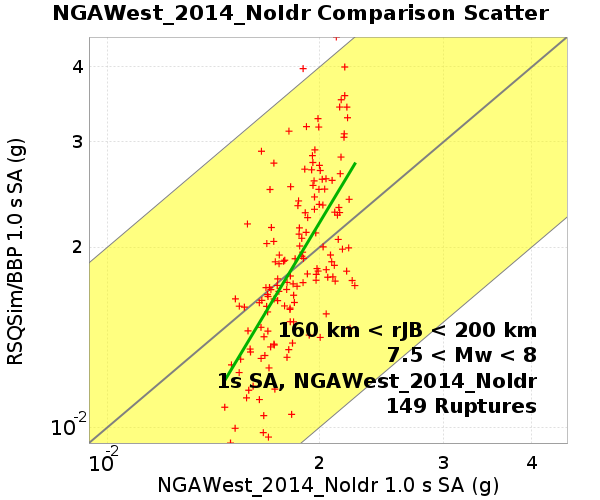 NGAWest_2014_NoIdr Comparison Scatter
RSQSim/BBP 1.0 s SA (g)
4
3
2
10-2
160 km < rJB < 200 km
7.5 < Mw < 8
1s SA, NGAWest_2014_NoIdr
149 Ruptures
10-2
2
3
4
NGAWest_2014_NoIdr 1.0 s SA (g)